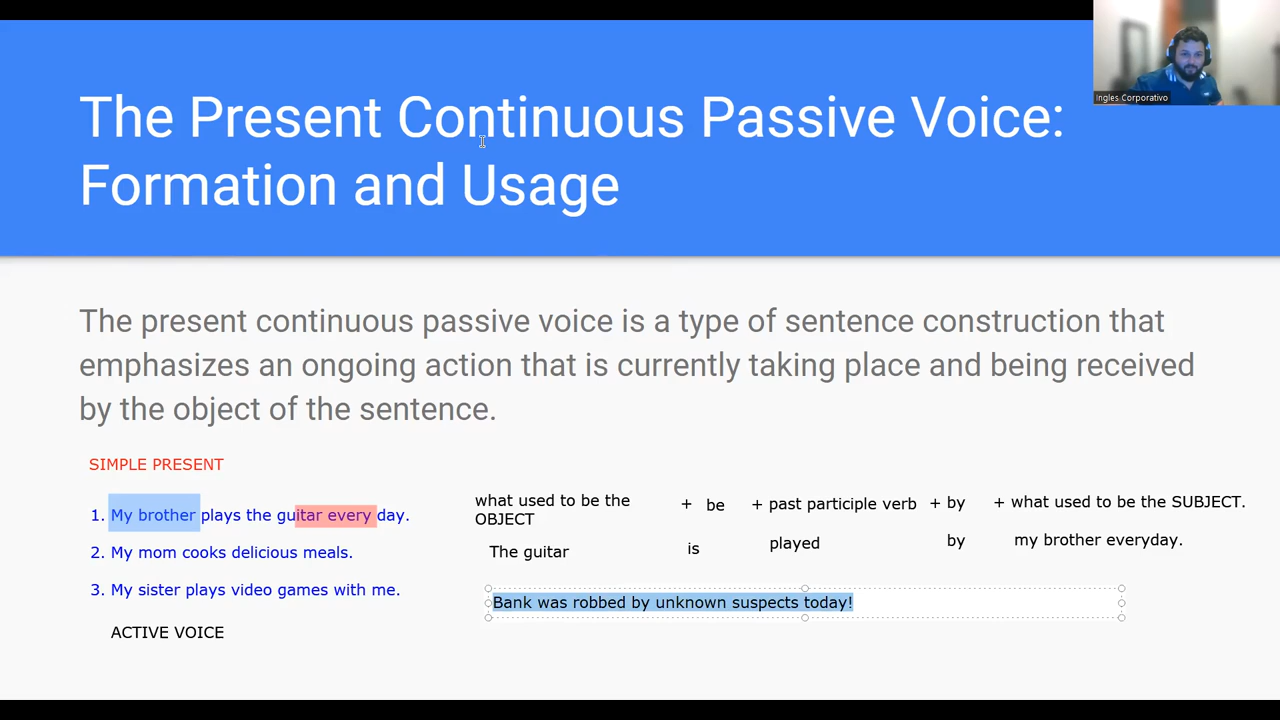 The Present Continuous Passive Voice:
Formation and Usage
Ingles Corporativo
The present continuous passive voice is a type of sentence construction that
emphasizes an ongoing action that is currently taking place and being received
by the object of the sentence.
SIMPLE PRESENT
1. My brother plays the guitar every day.
2. My mom cooks delicious meals.
3. My sister plays video games with me.
ACTIVE VOICE
what used to be the + be + past participle verb + by + what used to be the SUBJECT.
OBJECT
The guitar is played by my brother everyday.
Bank was robbed by unknown suspects today!